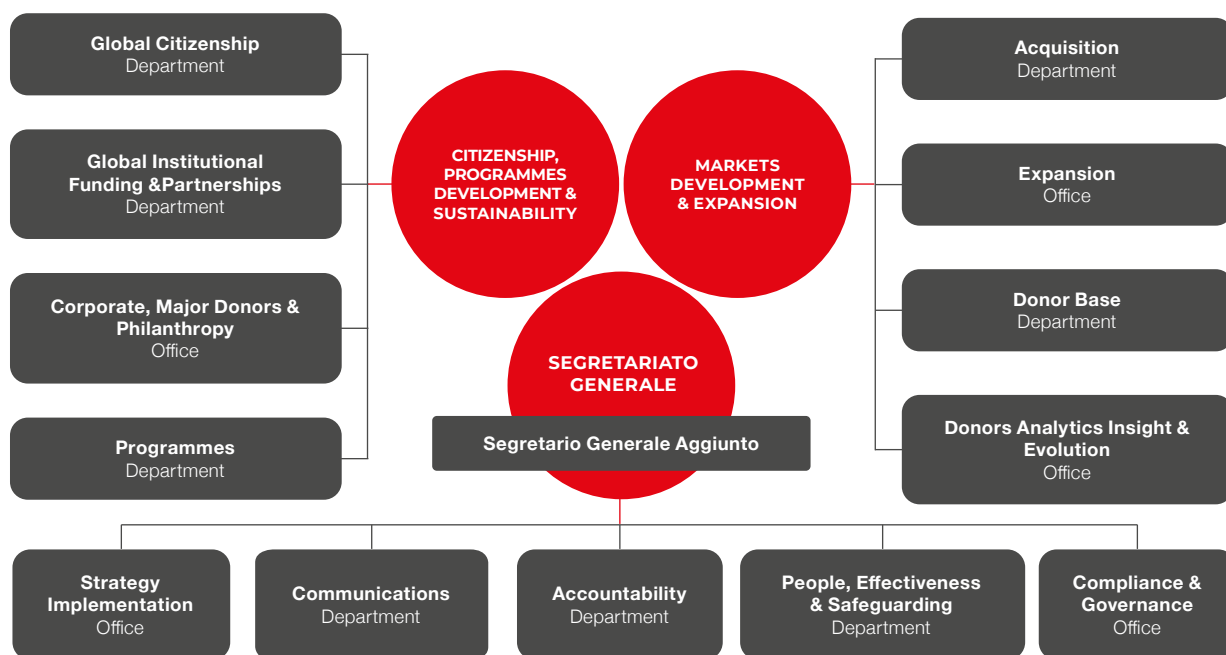 Global Citizenship
Department
Global Institutional
Funding &Partnerships
Department
Corporate, Major Donors &
Philanthropy
Office
Programmes
Department
CITIZENSHIP,
PROGRAMMES
DEVELOPMENT &
SUSTAINABILITY
MARKETS
DEVELOPMENT
& EXPANSION
SEGRETARIATO
GENERALE
Segretario Generale Aggiunto
Acquisition
Department
Expansion
Office
Donor Base
Department
Donors Analytics Insight &
Evolution
Office
Strategy
Implementation
Office
Communications
Department
Accountability
Department
People, Effectiveness
& Safeguarding
Department
Compliance &
Governance
Office